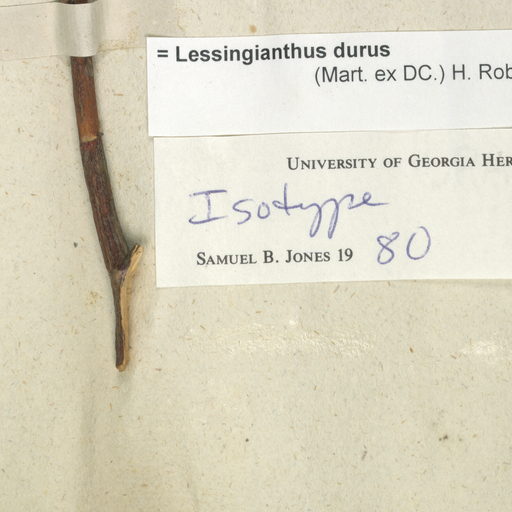 = Lessingianthus durus
(Mart. ex DC.) H. Rob
UNIVERSITY OF GEORGIA HER
Isotype
SAMUEL B. JONES 19 80